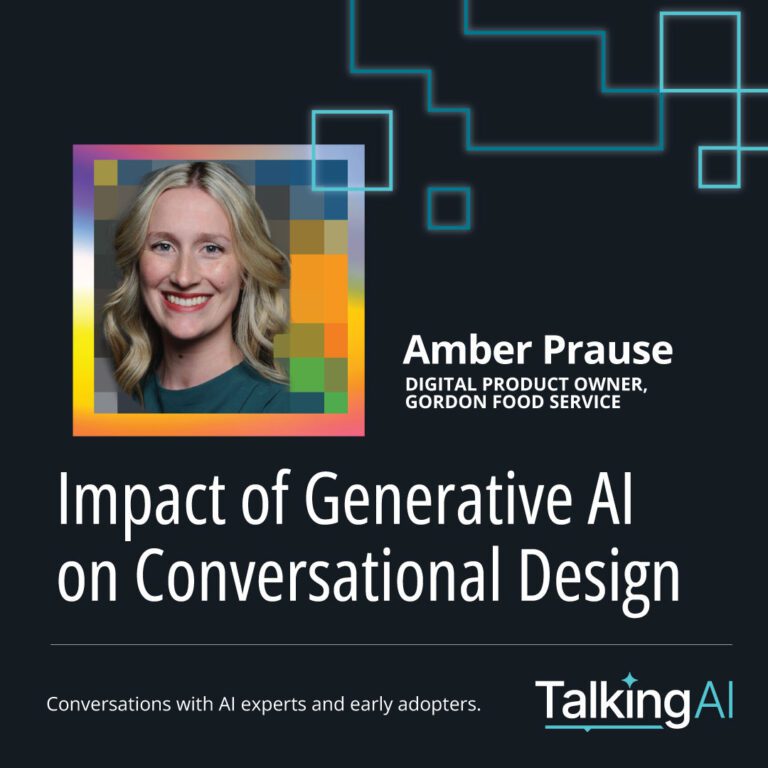 Amber Prause
DIGITAL PRODUCT OWNER,
GORDON FOOD SERVICE
Impact of Generative AI
on Conversational Design
Conversations with AI experts and early adopters.
TalkingAI